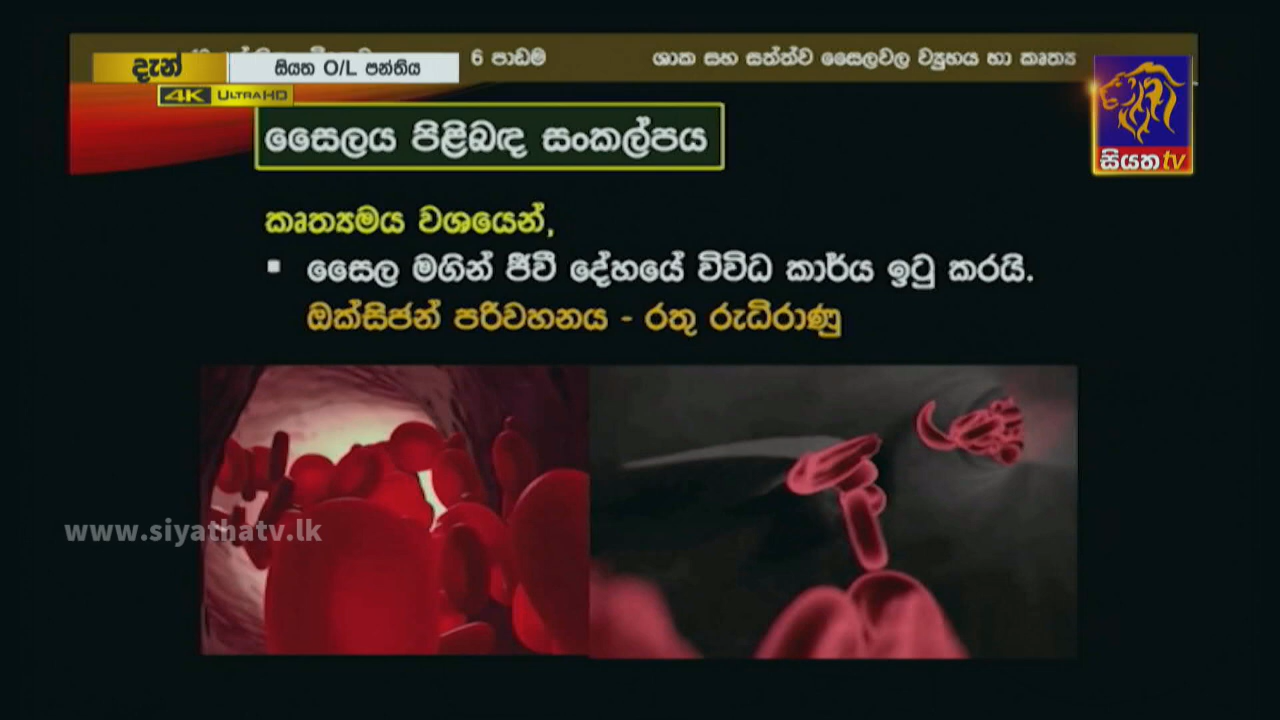 6 පාඩම ශාක සහ සත්ත්ව සෛලවල ව්‍යුහය හා කෘත්‍ය
දැන් සියත O/L පන්තිය
4K ULTRA HD
සියත tv
සෛලය පිළිබඳ සංකල්පය
කෘත්‍යමය වශයෙන්,
▪ සෛල මගින් ජීවී දේහයේ විවිධ කාර්ය ඉටු කරයි.
ඔක්සිජන් පරිවහනය - රතු රුධිරාණු
www.siyathatv.lk